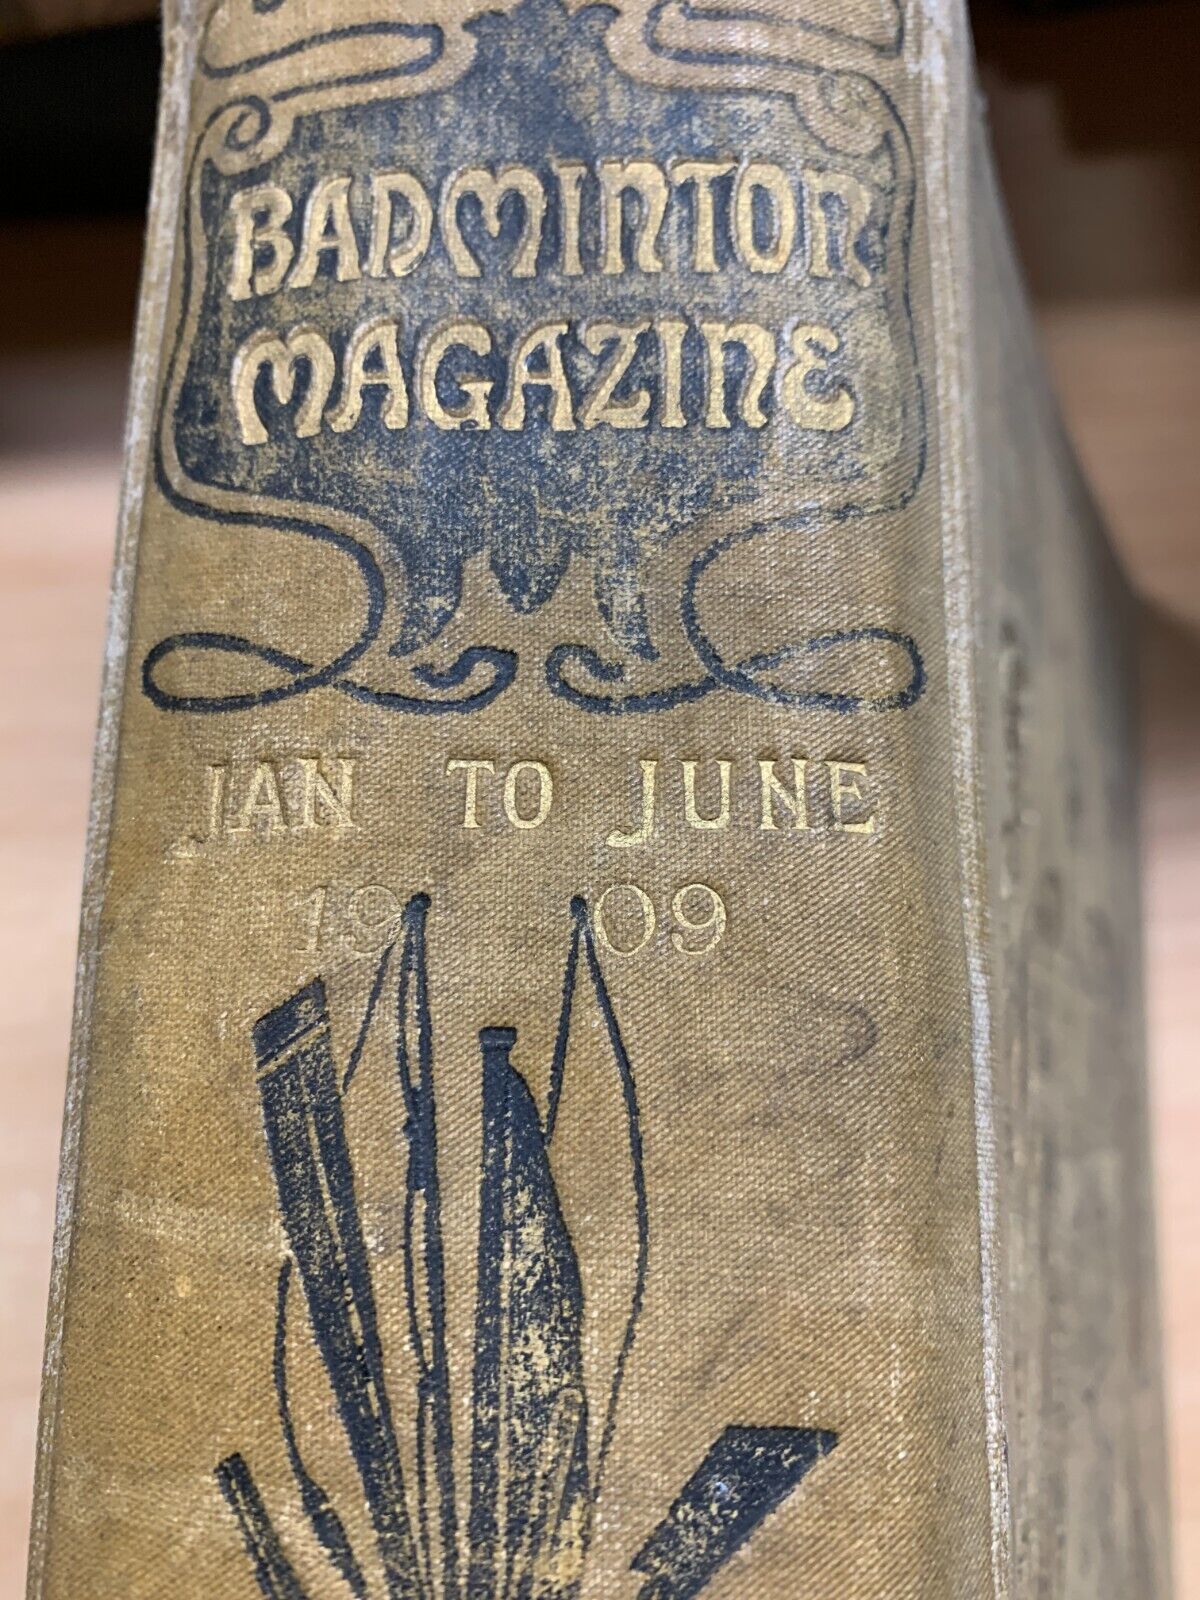 BADMINTON
MAGAZINE
JAN TO JUNE
1909